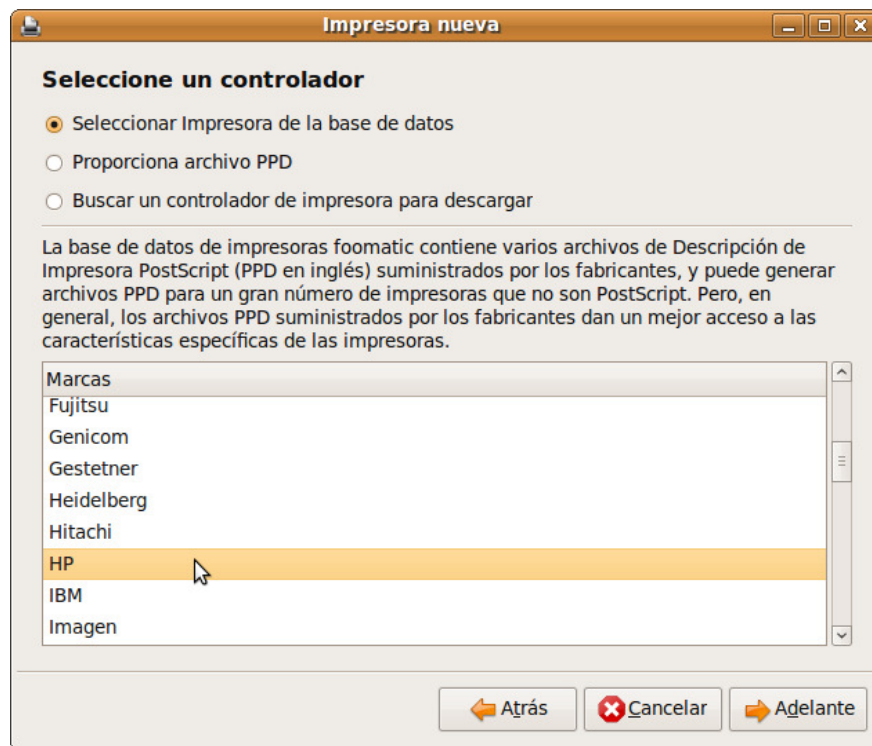 Impresora nueva
Seleccione un controlador
Seleccionar Impresora de la base de datos
Proporciona archivo PPD
Buscar un controlador de impresora para descargar
La base de datos de impresoras foomatic contiene varios archivos de Descripción de
Impresora PostScript (PPD en inglés) suministrados por los fabricantes, y puede generar
archivos PPD para un gran número de impresoras que no son PostScript. Pero, en
general, los archivos PPD suministrados por los fabricantes dan un mejor acceso a las
características específicas de las impresoras.
Marcas
Fujitsu
Genicom
Gestetner
Heidelberg
Hitachi
HP
IBM
Imagen
Atrás Cancelar Adelante